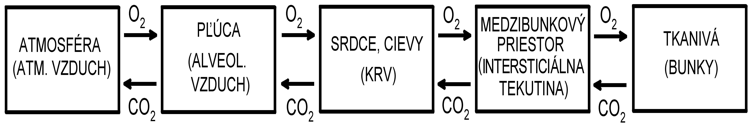 O2 O2 O2 O2
ATMOSFÉRA
(ATM. VZDUCH)
PĽÚCA
(ALVEOL.
VZDUCH)
SRDCE, CIEVY
(KRV)
MEDZIBUNKOVÝ
PRIESTOR
(INTERSTICIÁLNA
TEKUTINA)
TKANIVÁ
(BUNKY)
CO2 CO2 CO2 CO2